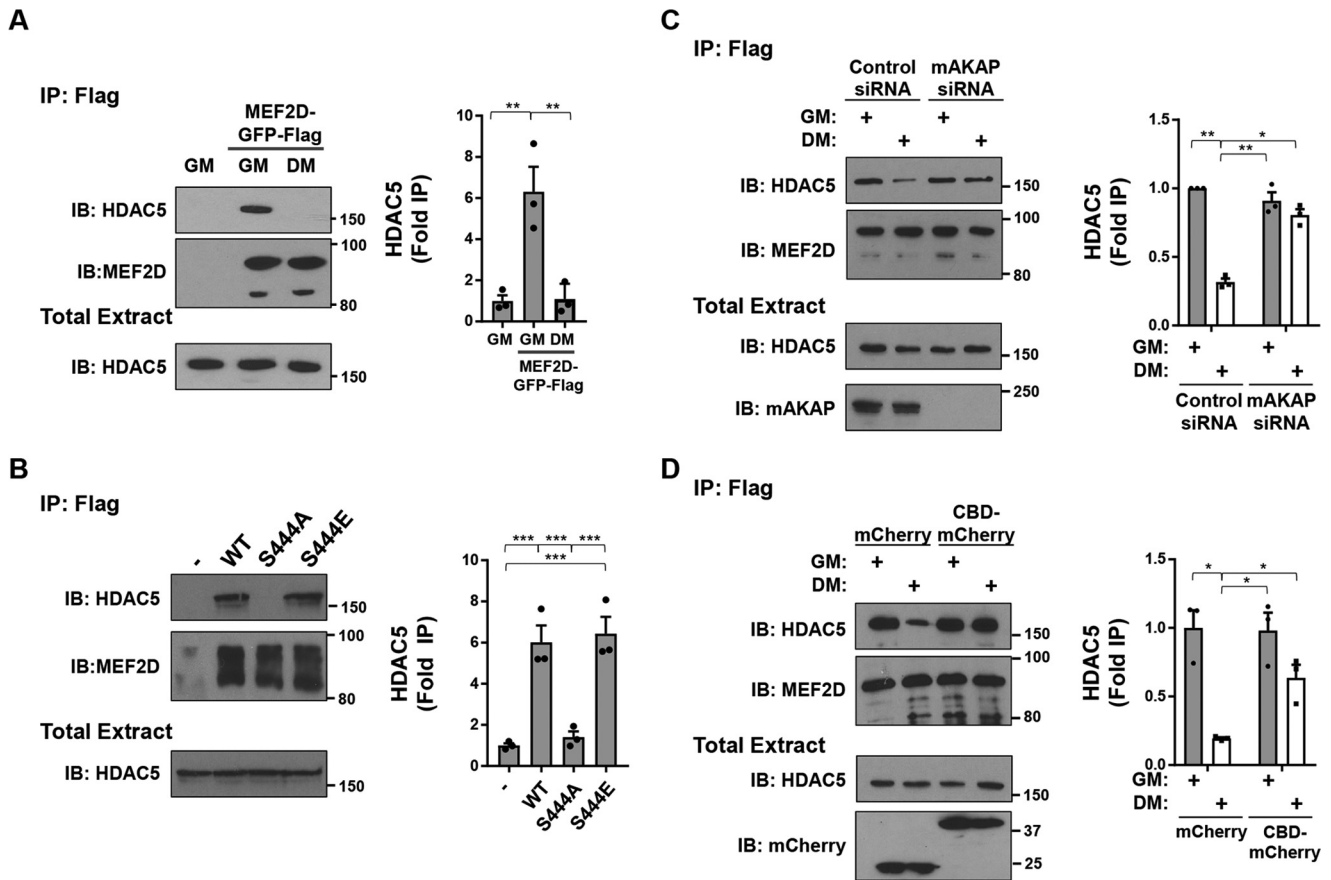 A
IP: Flag
MEF2D-
GFP-Flag
GM GM DM
IB: HDAC5
150
100
IB:MEF2D
80
Total Extract
IB: HDAC5
150
HDAC5
(Fold IP)
10
8
6
4
2
0
** **
GM GM DM
MEF2D-
GFP-Flag
B
IP: Flag
- WT S444A S444E
IB: HDAC5
150
100
IB:MEF2D
80
Total Extract
IB: HDAC5
150
HDAC5
(Fold IP)
10
8
6
4
2
0
*** *** ***
***
- WT S444A S444E
C
IP: Flag
Control mAKAP
siRNA siRNA
GM: + +
DM: + +
IB: HDAC5
150
100
IB: MEF2D
80
Total Extract
IB: HDAC5
150
250
IB: mAKAP
HDAC5
(Fold IP)
1.5
1.0
0.5
0.0
** *
**
GM: + +
DM: + +
Control mAKAP
siRNA siRNA
D
IP: Flag
CBD-
mCherry mCherry
GM: + +
DM: + +
IB: HDAC5
150
100
IB: MEF2D
80
Total Extract
IB: HDAC5
150
37
IB: mCherry
25
HDAC5
(Fold IP)
1.5
1.0
0.5
0.0
* *
*
GM: + +
DM: + +
mCherry CBD-
mCherry